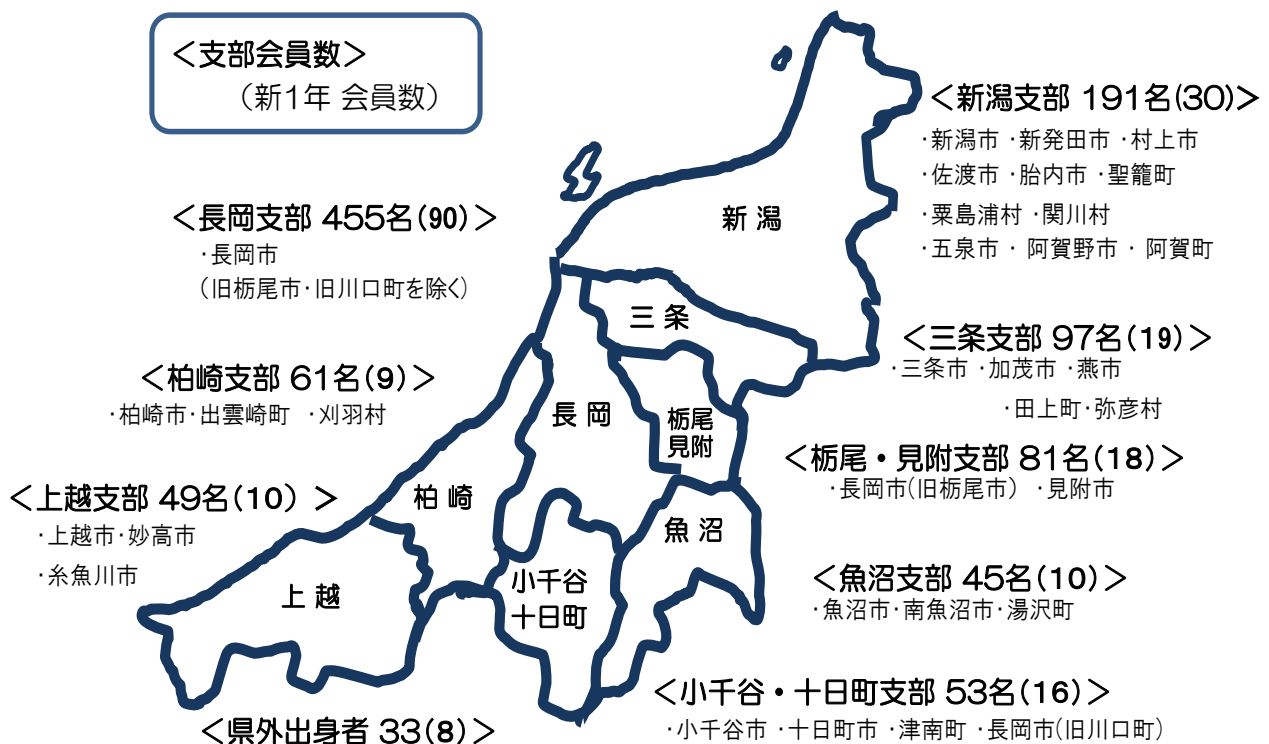 ＜支部会員数＞
（新1年 会員数）
＜新潟支部 191名(30)＞
・新潟市 ・新発田市 ・村上市
・佐渡市 ・胎内市 ・聖籠町
・粟島浦村 ・関川村
・五泉市 ・ 阿賀野市 ・ 阿賀町
＜長岡支部 455名(90)＞
・長岡市
（旧栃尾市・旧川口町を除く）
新 潟
三 条
＜三条支部 97名(19)＞
・三条市 ・加茂市 ・燕市
・田上町・弥彦村
＜柏崎支部 61名(9)＞
・柏崎市・出雲崎町 ・刈羽村
長 岡
栃尾
見附
＜栃尾・見附支部 81名(18)＞
・長岡市(旧栃尾市） ・見附市
＜上越支部 49名(10) ＞
・上越市・妙高市
・糸魚川市
柏 崎
魚 沼
上 越
小千谷
十日町
＜魚沼支部 45名(10)＞
・魚沼市・南魚沼市・湯沢町
＜小千谷・十日町支部 53名(16)＞
・小千谷市 ・十日町市 ・津南町 ・長岡市(旧川口町)
＜県外出身者 33(8)＞